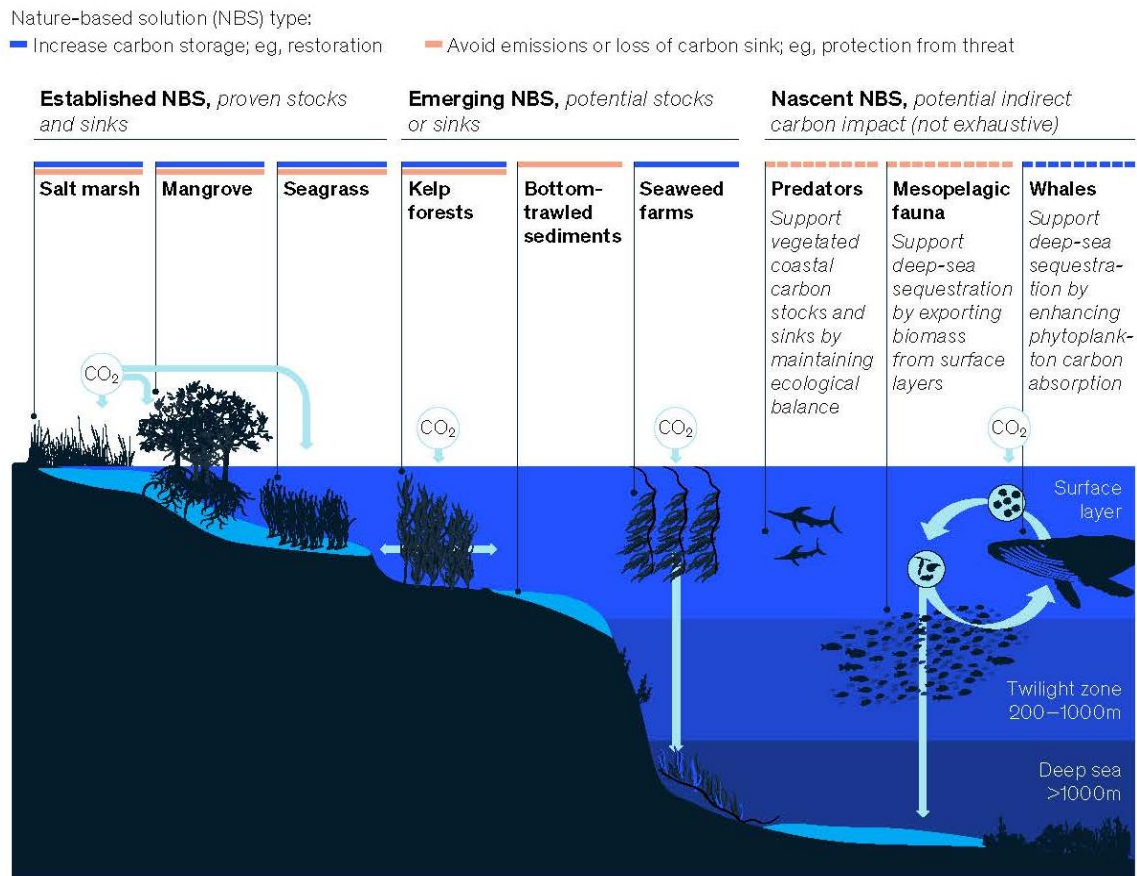 Nature-based solution (NBS) type:
Increase carbon storage; eg, restoration
Avoid emissions or loss of carbon sink; eg, protection from threat
Established NBS, proven stocks
and sinks
Emerging NBS, potential stocks
or sinks
Nascent NBS, potential indirect
carbon impact (not exhaustive)
Salt marsh
Mangrove
Seagrass
Kelp
forests
Bottom-
trawled
sediments
Seaweed
farms
Predators
Support
vegetated
coastal
carbon
stocks and
sinks by
maintaining
ecological
balance
Mesopelagic
fauna
Support
deep-sea
sequestration
by exporting
biomass
from surface
layers
Whales
Support
deep-sea
sequestra-
tion by
enhancing
phytoplank-
ton carbon
absorption
CO₂
CO₂
CO₂
CO₂
Surface
layer
Twilight zone
200–1000m
Deep sea
>1000m